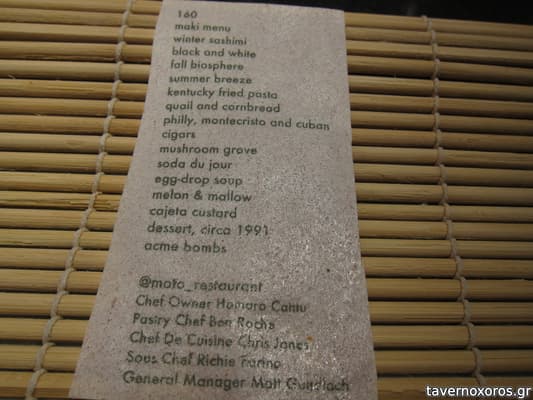 160
maki menu
winter sashimi
black and white
fall biosphere
summer breeze
kentucky fried pasta
quail and cornbread
philly, montecristo and cuban
cigars
mushroom grove
soda du jour
egg-drop soup
melon & mallow
cajeta custard
dessert, circa 1991
acme bombs
@moto_restaurant
Chef Owner Homaro Cantu
Pastry Chef Ben Roche
Chef De Cuisine Chris Jones
Sous Chef Richie Farina
General Manager Matt Gundlach
tavernoxoros.gr